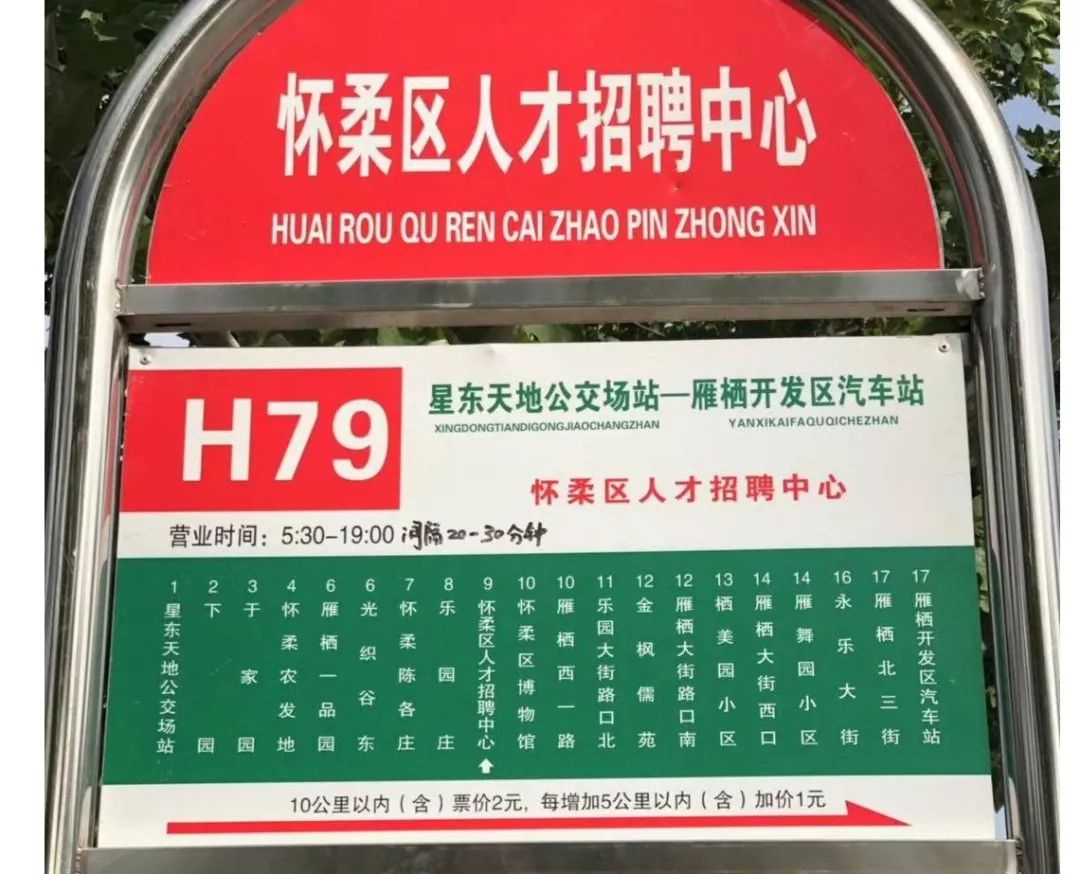 怀柔区人才招聘中心
HUAI ROU QU REN CAI ZHAO PIN ZHONG XIN
H79
星东天地公交场站—雁栖开发区汽车站
XINGDONGTIANDIGONGJIAOCHANGZHAN YANXIKAIFAQUQICHEZHAN
怀柔区人才招聘中心
营业时间：5:30-19:00 间隔20-30分钟
1 星东天地公交场站
2 下园
3 于家园
4 怀柔农发地
6 雁栖一品园
6 光织谷东
7 怀柔陈各庄
8 乐园庄
9 怀柔区人才招聘中心
10 怀柔区博物馆
10 雁栖西一路
11 乐园大街路口北
12 金枫儒苑
12 雁栖大街路口南
13 栖美园小区
14 雁栖大街西口
14 雁舞园小区
16 永乐大街
17 雁栖北三街
17 雁栖开发区汽车站
10公里以内（含）票价2元，每增加5公里以内（含）加价1元